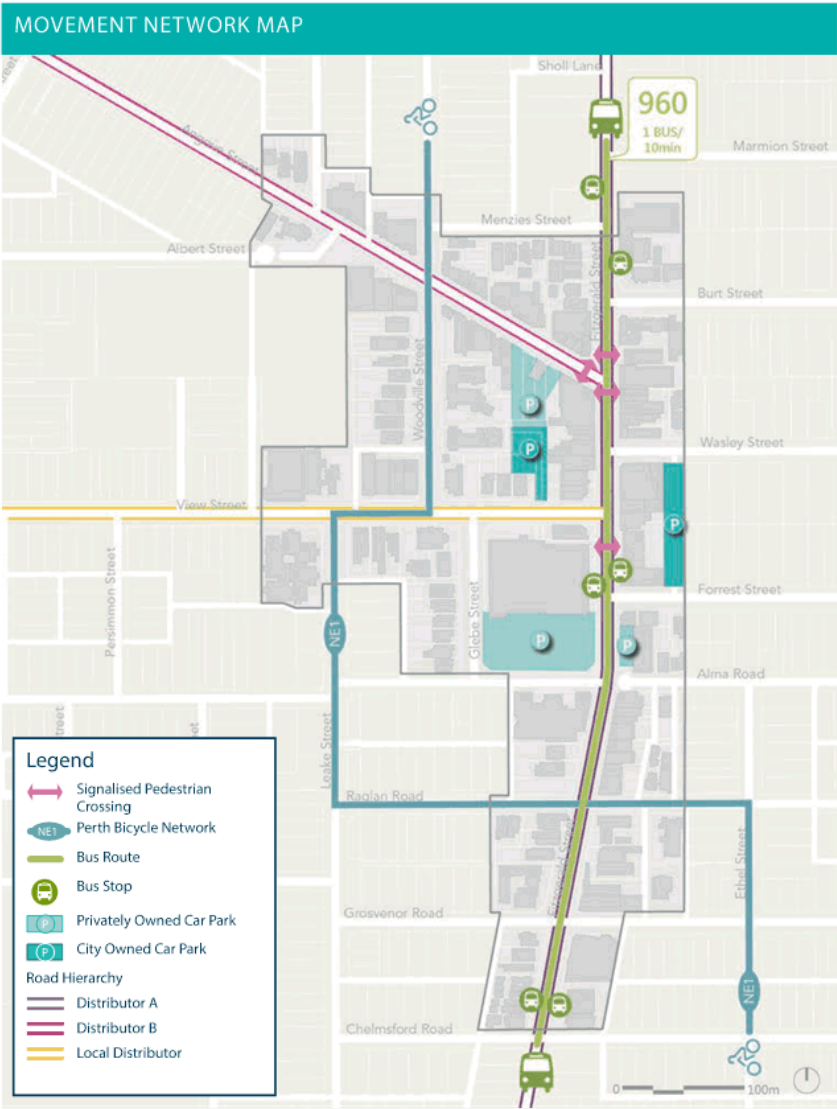 MOVEMENT NETWORK MAP
Sholl Lane
960
1 BUS/
10min
Marmion Street
Angove Street
Menzies Street
Albert Street
Fitzgerald Street
Burt Street
Woodville Street
P
Wasley Street
P
View Street
P
Persimmon Street
Glebe Street
Forrest Street
NE1
P
P
Alma Road
Leake Street
Raglan Road
Fitzgerald Street
Ethel Street
Grosvenor Road
NE1
Chelmsford Road
0
100m
Legend
Signalised Pedestrian
Crossing
NE1
Perth Bicycle Network
Bus Route
Bus Stop
P
Privately Owned Car Park
P
City Owned Car Park
Road Hierarchy
Distributor A
Distributor B
Local Distributor